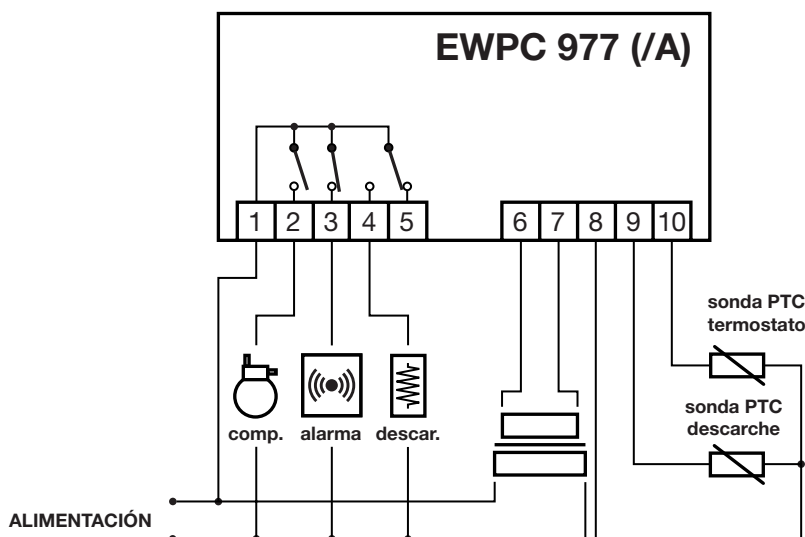 EWPC 977 (/A)
1 2 3 4 5 6 7 8 9 10
sonda PTC
termostato
sonda PTC
descarche
comp. alarma descar.
ALIMENTACIÓN